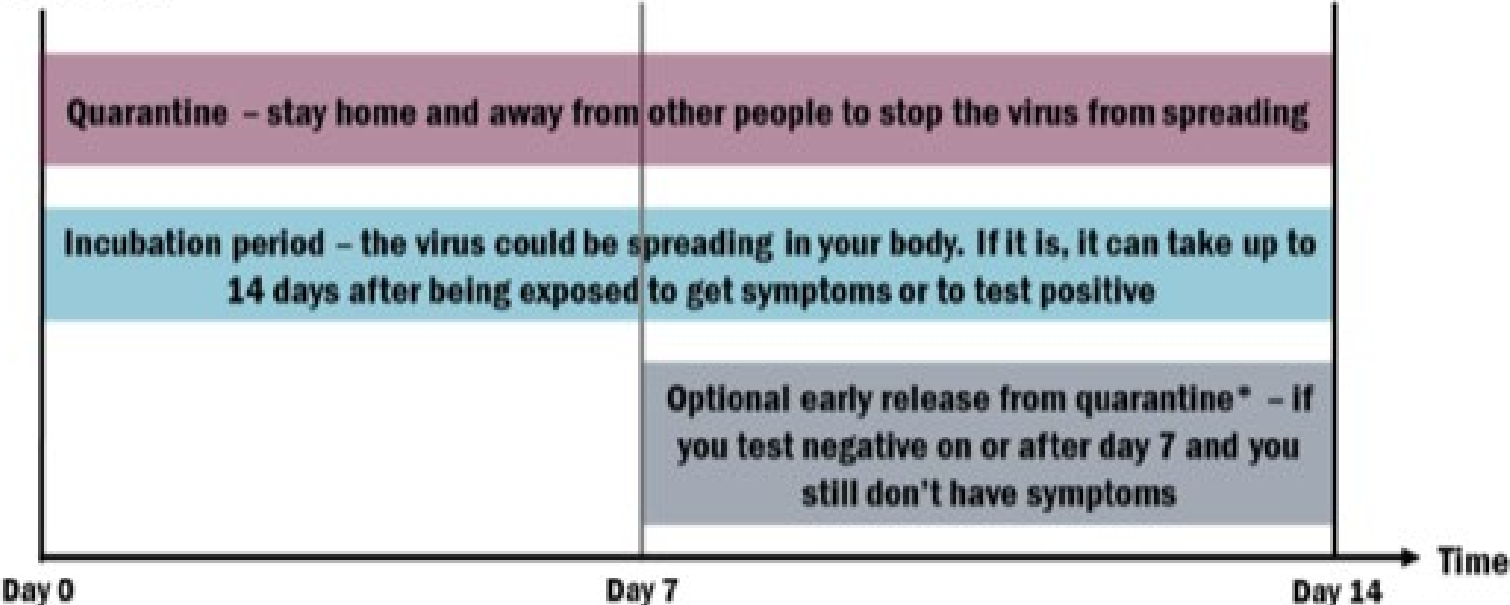 Quarantine – stay home and away from other people to stop the virus from spreading
Incubation period – the virus could be spreading in your body. If it is, it can take up to
14 days after being exposed to get symptoms or to test positive
Optional early release from quarantine* – if
you test negative on or after day 7 and you
still don't have symptoms
Time
Day 0
Day 7
Day 14